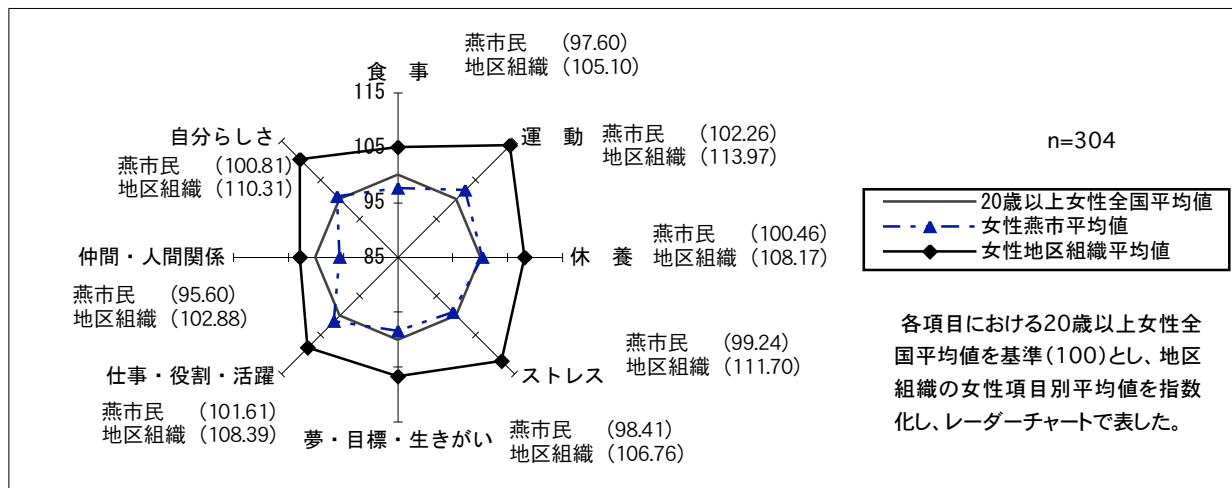 燕市民 （97.60）
地区組織（105.10）
食　事
115
105
95
85
自分らしさ
燕市民 （100.81）
地区組織（110.31）
運　動
燕市民 （102.26）
地区組織（113.97）
n=304
20歳以上女性全国平均値
女性燕市平均値
女性地区組織平均値
仲間・人間関係
燕市民 （95.60）
地区組織（102.88）
休　養
燕市民 （100.46）
地区組織（108.17）
仕事・役割・活躍
燕市民 （101.61）
地区組織（108.39）
ストレス
燕市民 （99.24）
地区組織（111.70）
夢・目標・生きがい
燕市民 （98.41）
地区組織（106.76）
各項目における20歳以上女性全
国平均値を基準（100）とし、地区
組織の女性項目別平均値を指数
化し、レーダーチャートで表した。